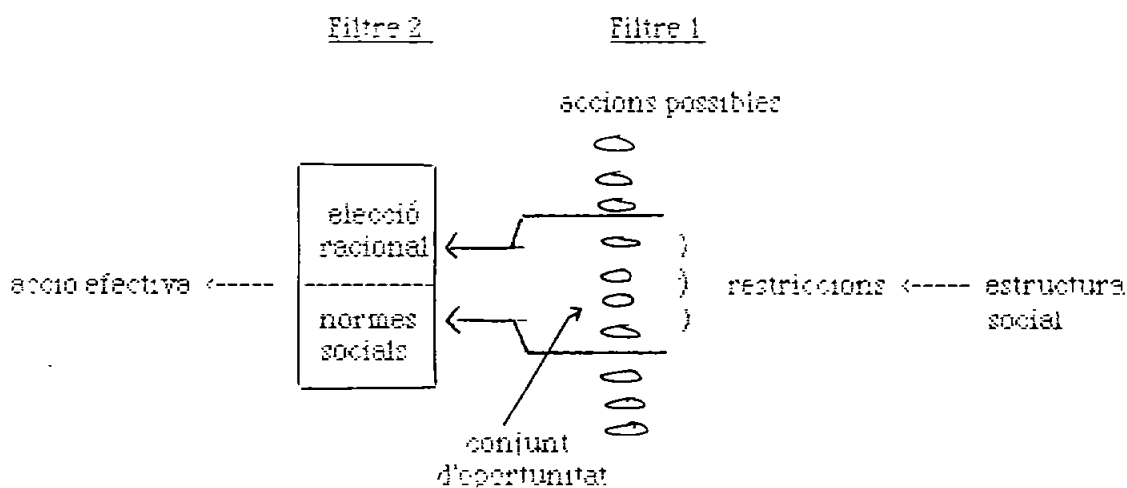 Filtre 2 Filtre 1
accions possibles
elecció
racional
acció efectiva <----- ------------ restriccions <----- estructura
social
normes
socials
conjunt
d'oportunitat